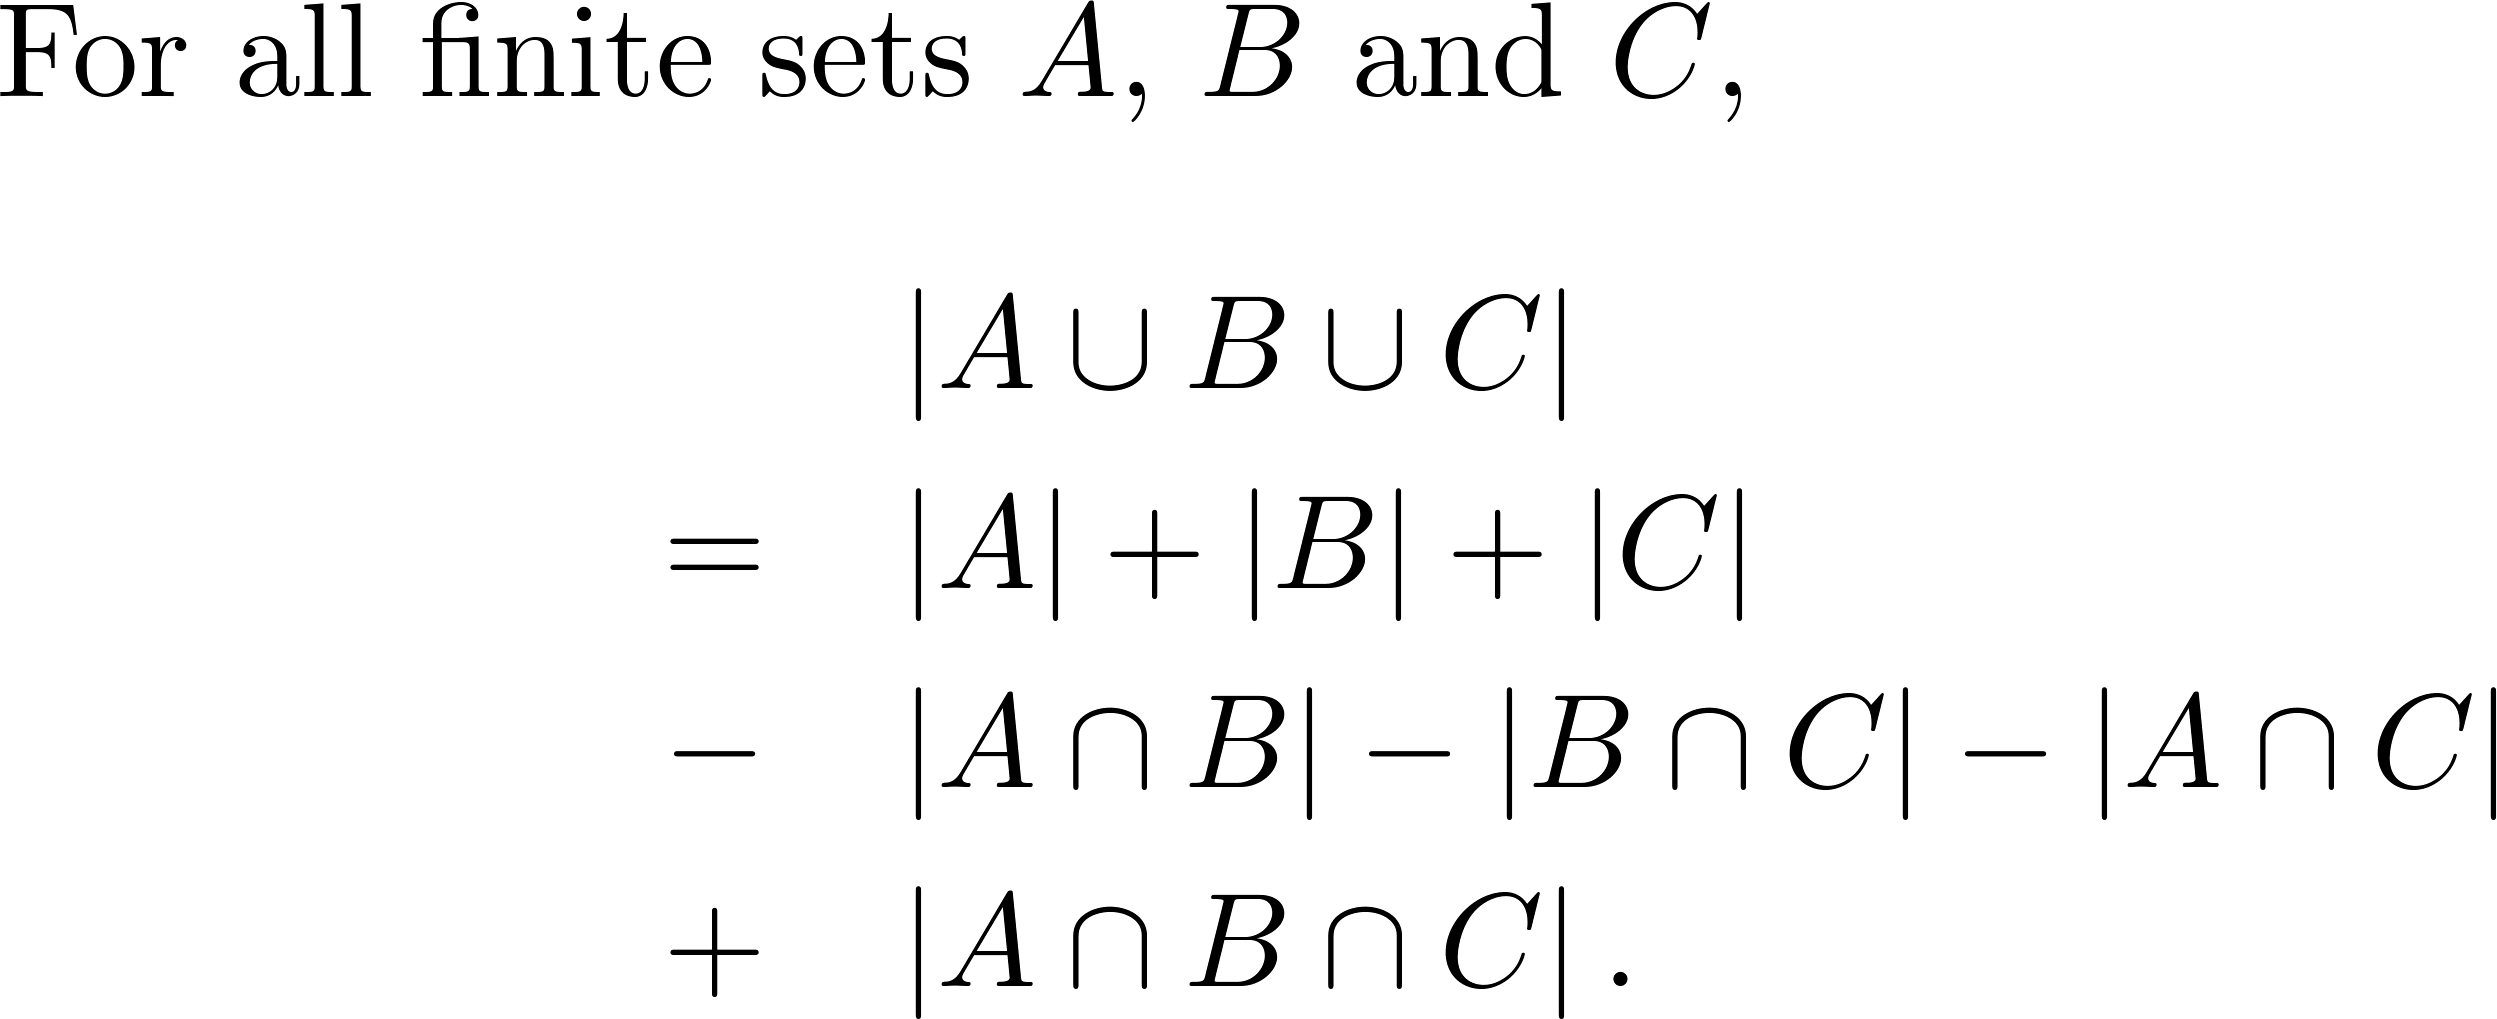 For all finite sets A, B and C,
|A ∪ B ∪ C|
= |A| + |B| + |C|
− |A ∩ B| − |B ∩ C| − |A ∩ C|
+ |A ∩ B ∩ C|.